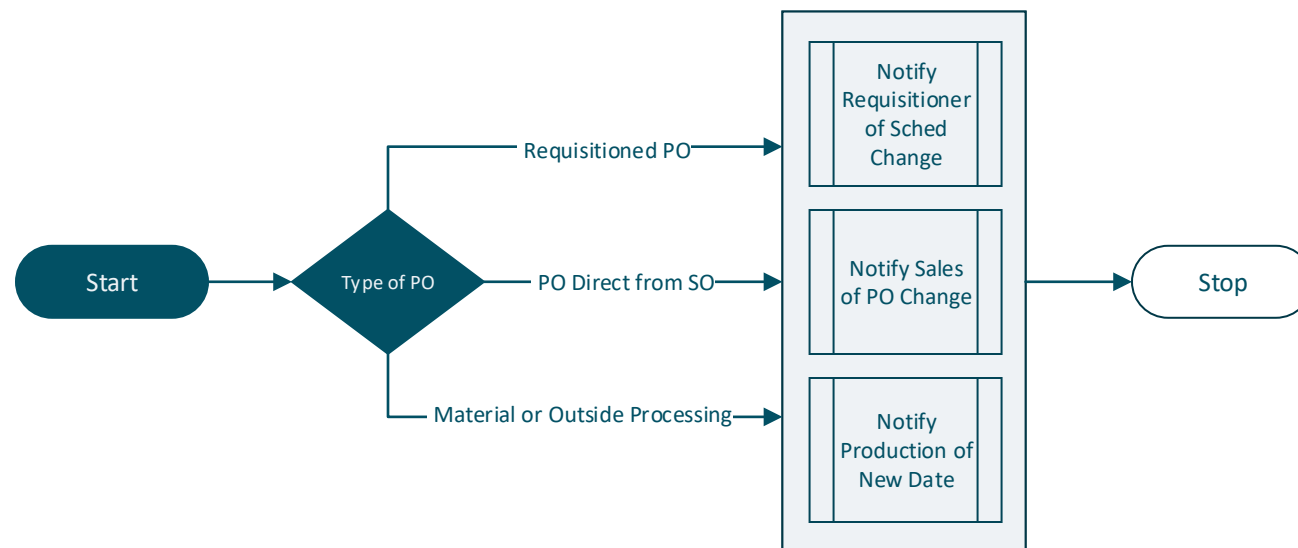 Start
Type of PO
Requisitioned PO
PO Direct from SO
Material or Outside Processing
Notify
Requisitioner
of Sched
Change
Notify Sales
of PO Change
Notify
Production of
New Date
Stop